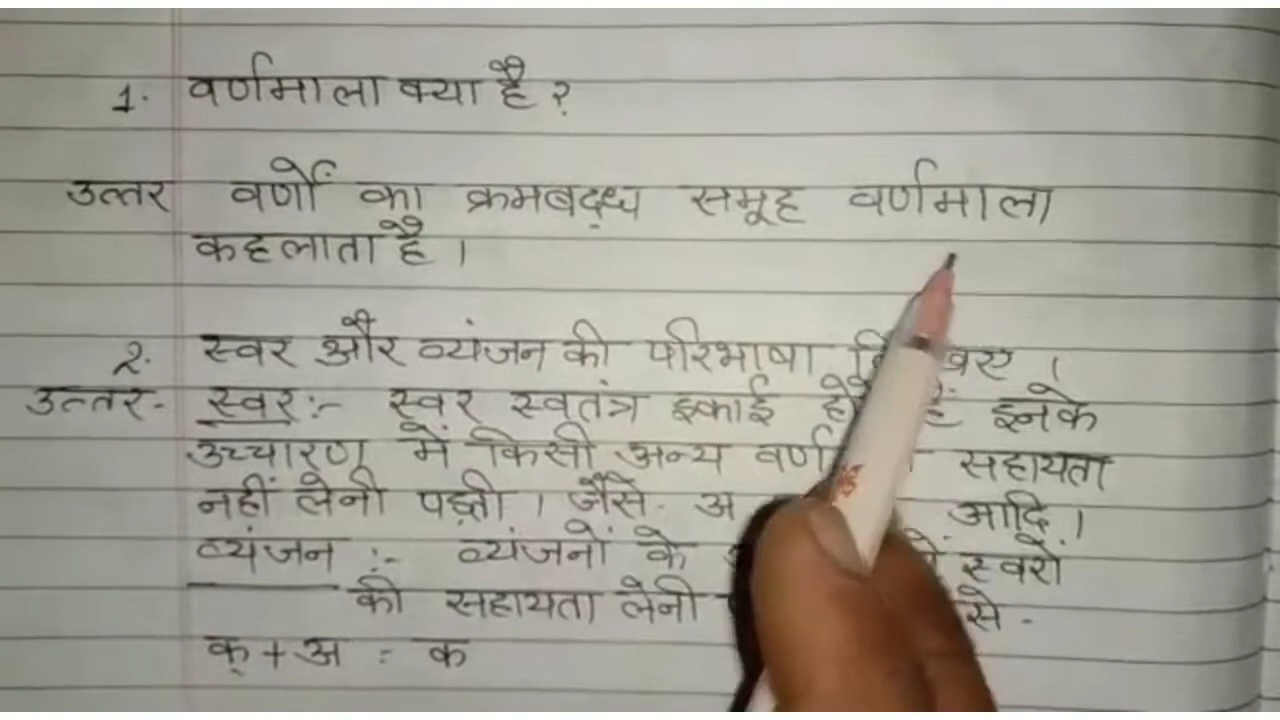 1. वर्णमाला क्या है ?
उत्तर वर्णों का क्रमबद्ध समूह वर्णमाला
कहलाता है ।
2. स्वर और व्यंजन की परिभाषा ।
उत्तर- स्वर:- स्वर स्वतंत्र इकाई इनके
उच्चारण में किसी अन्य सहायता
नहीं लेनी पड़ती । जैसे- अ आदि ।
व्यंजन :- व्यंजनों के स्वरों
की सहायता लेनी
क् + अ = क